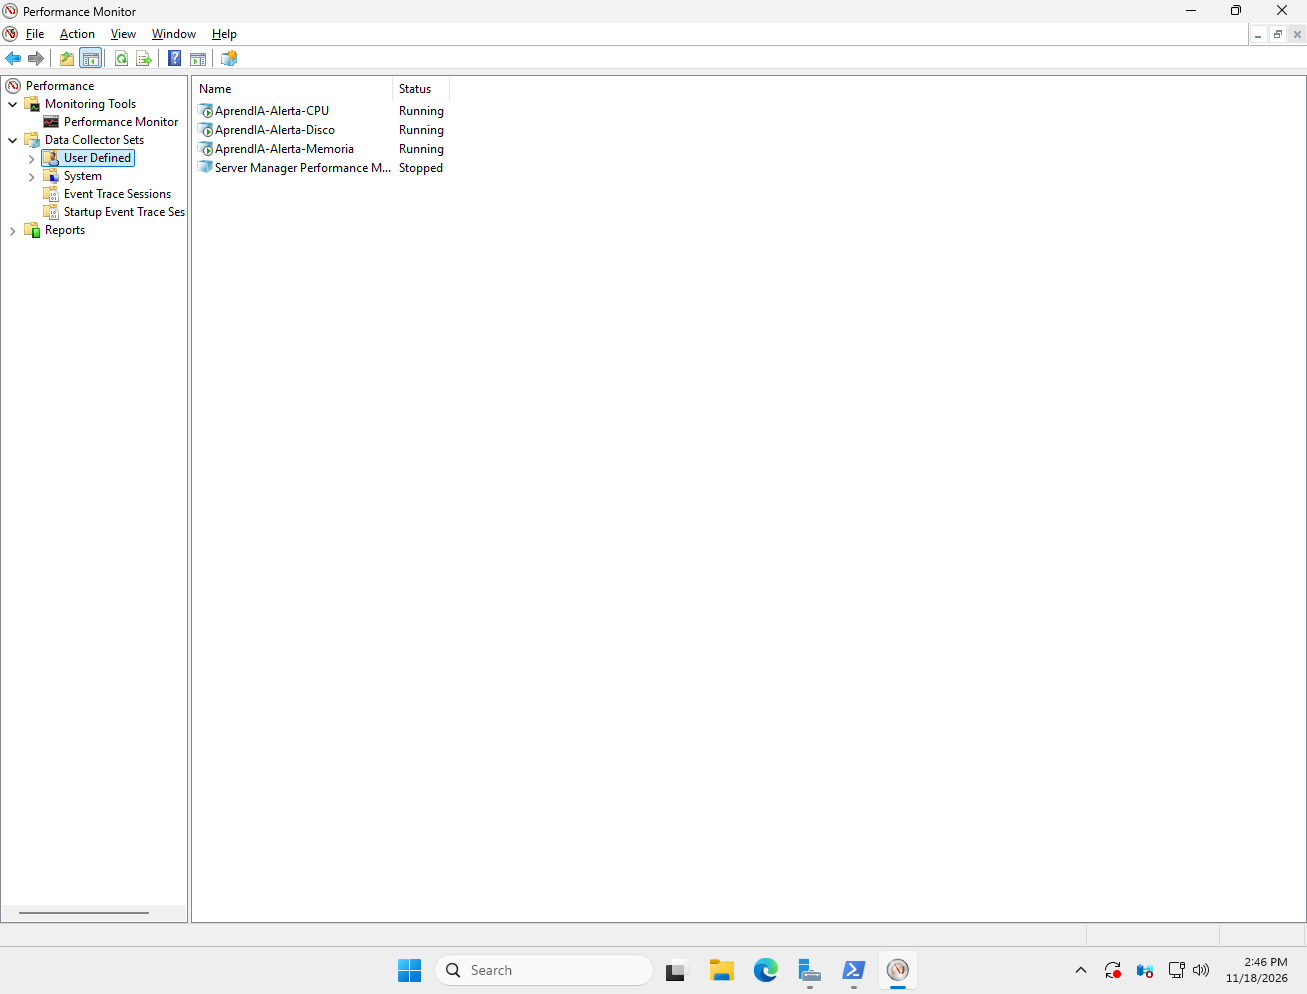 Performance Monitor
File Action View Window Help
Performance
Monitoring Tools
Performance Monitor
Data Collector Sets
User Defined
System
Event Trace Sessions
Startup Event Trace Ses
Reports
Name Status
AprendIA-Alerta-CPU Running
AprendIA-Alerta-Disco Running
AprendIA-Alerta-Memoria Running
Server Manager Performance M... Stopped
Search
2:46 PM
11/18/2026